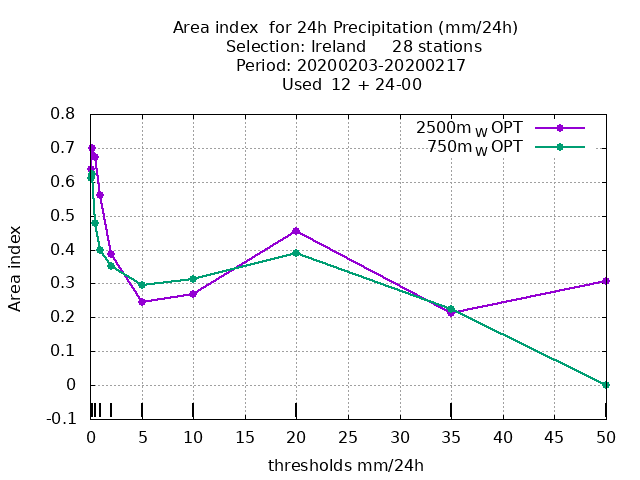 Area index  for 24h Precipitation (mm/24h)
Selection: Ireland     28 stations
Period: 20200203-20200217
Used  12 + 24-00
2500m_W OPT
750m_W OPT
0.8
0.7
0.6
0.5
0.4
0.3
0.2
0.1
0
-0.1
Area index
0 5 10 15 20 25 30 35 40 45 50
thresholds mm/24h